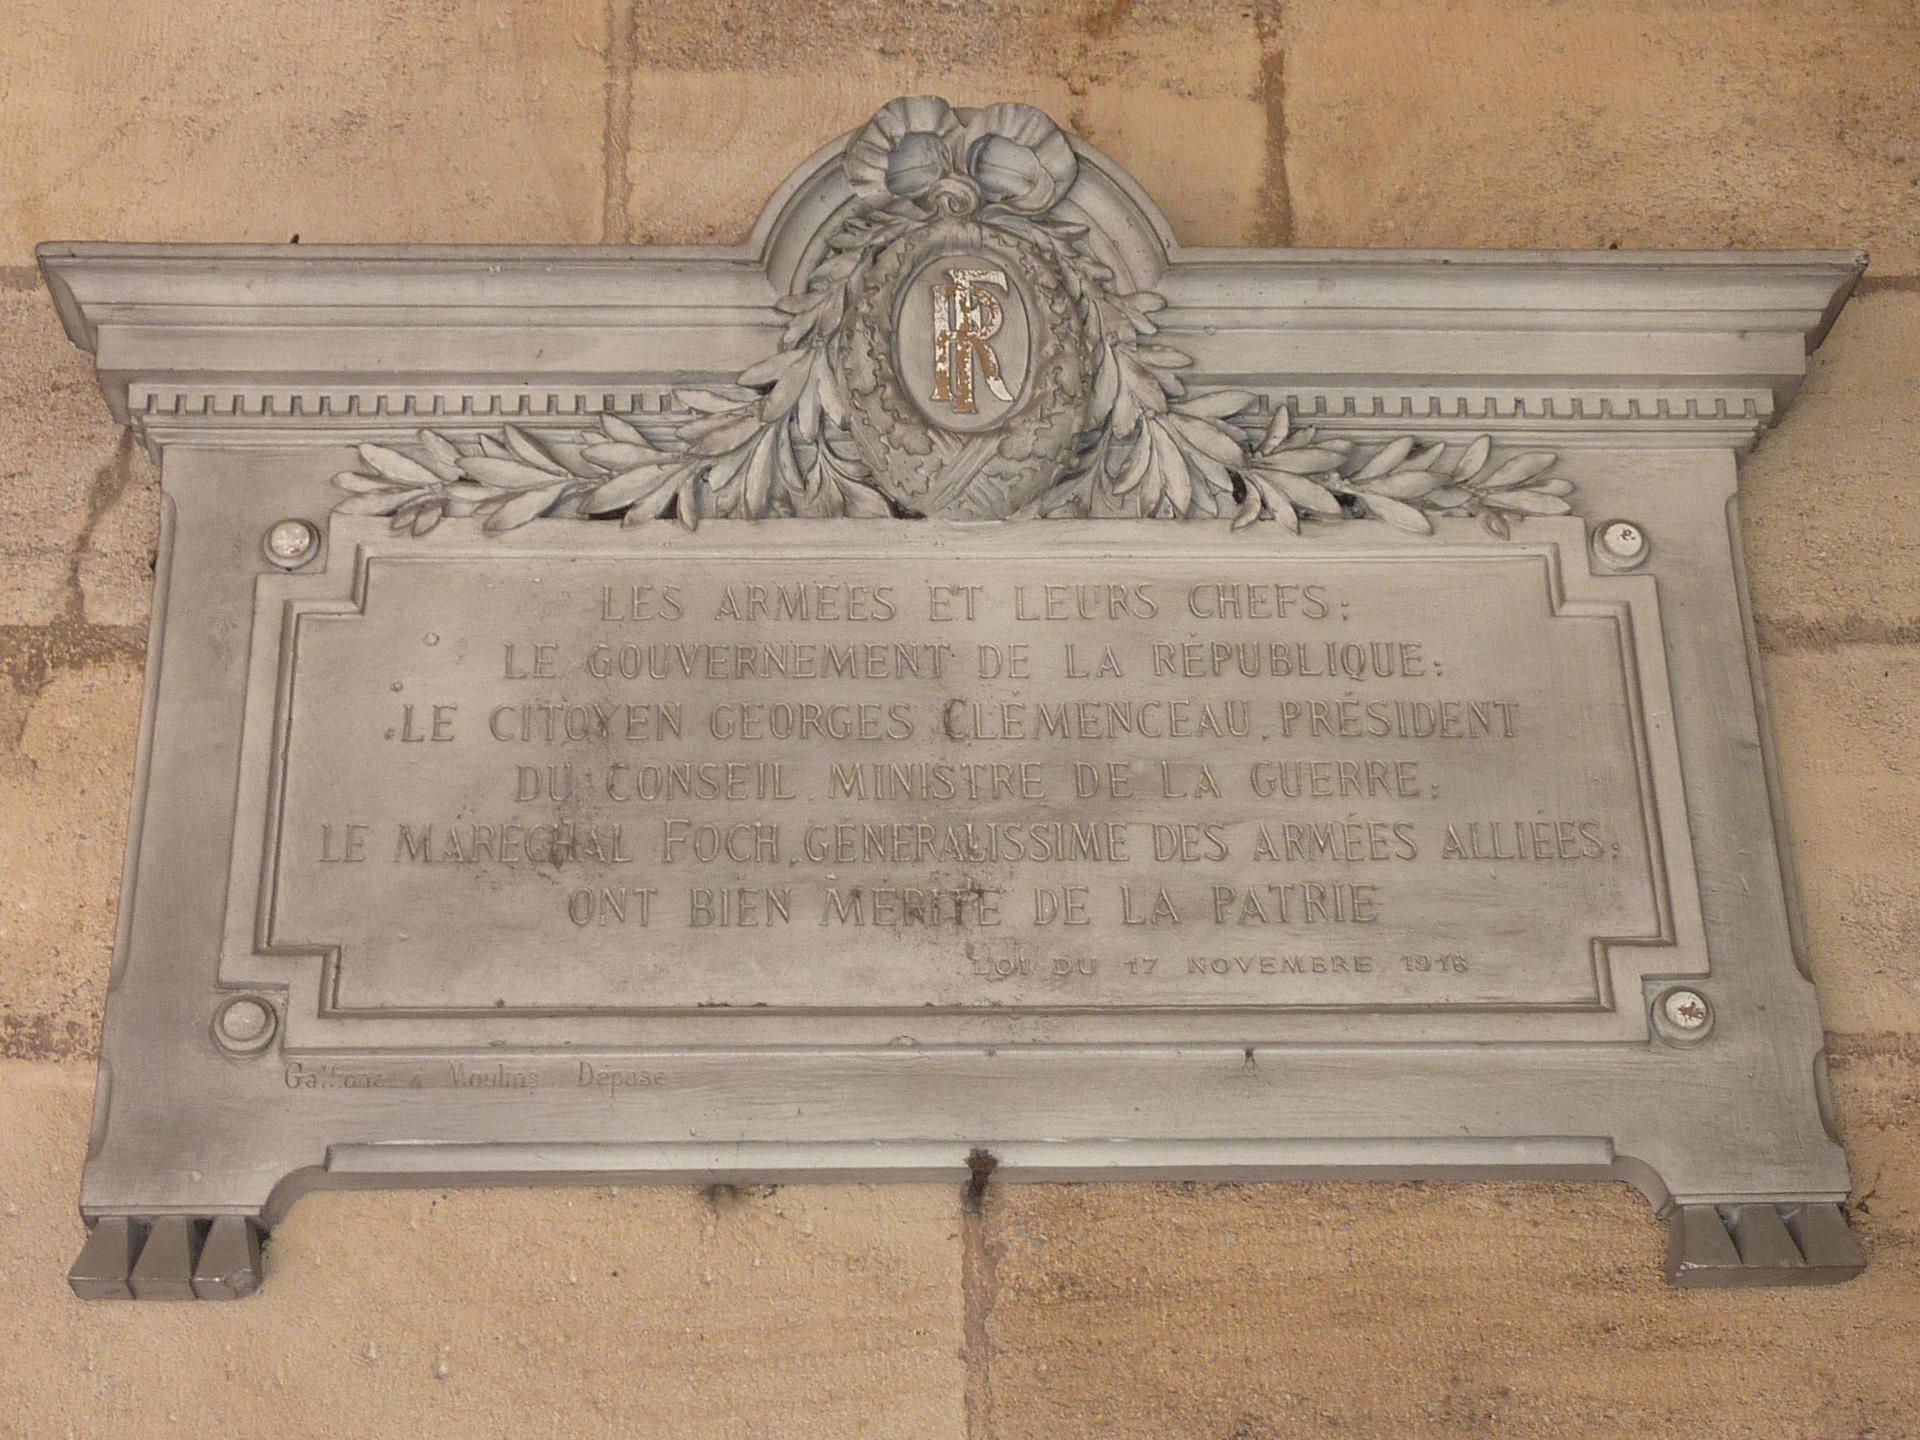 RF
LES ARMÉES ET LEURS CHEFS;
LE GOUVERNEMENT DE LA RÉPUBLIQUE;
LE CITOYEN GEORGES CLÉMENCEAU, PRÉSIDENT
DU CONSEIL, MINISTRE DE LA GUERRE;
LE MARÉCHAL FOCH, GÉNÉRALISSIME DES ARMÉES ALLIÉES;
ONT BIEN MÉRITÉ DE LA PATRIE
LOI DU 17 NOVEMBRE 1918
à Moulins Déposé